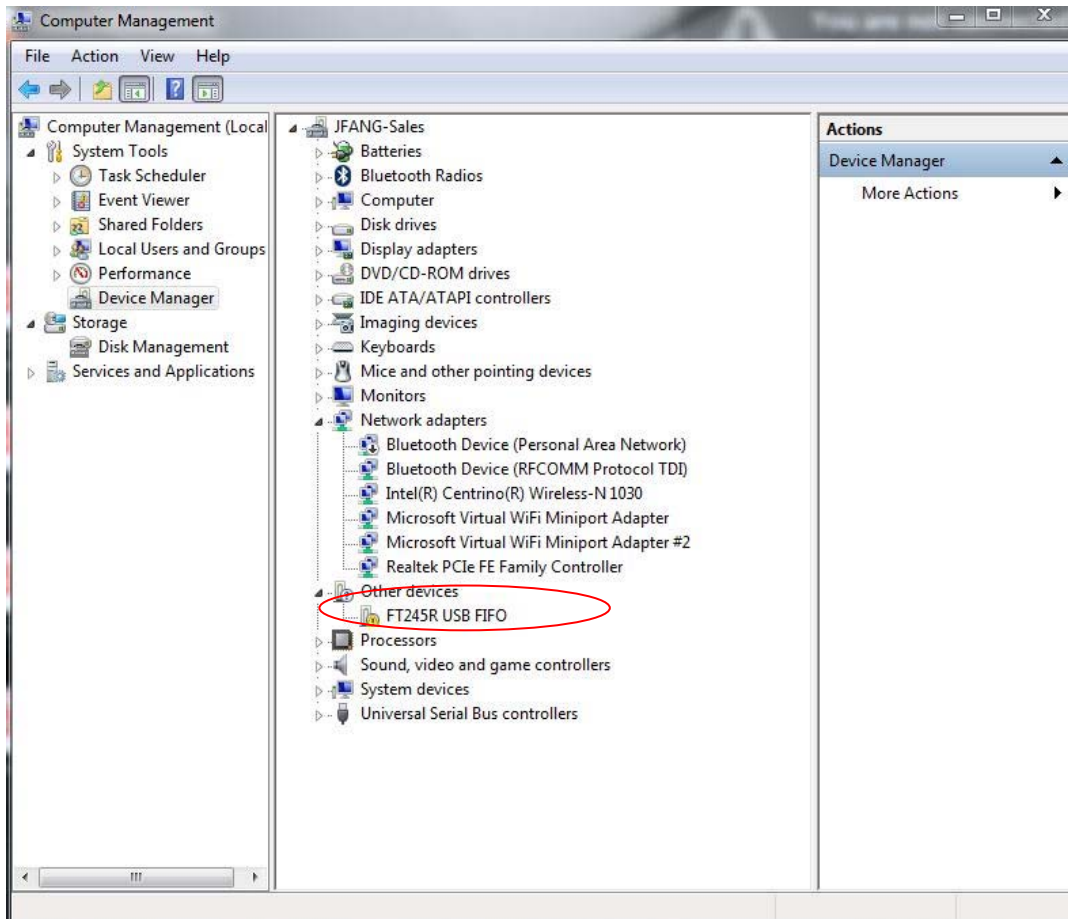 Computer Management
File Action View Help
Computer Management (Local
System Tools
Task Scheduler
Event Viewer
Shared Folders
Local Users and Groups
Performance
Device Manager
Storage
Disk Management
Services and Applications
JFANG-Sales
Batteries
Bluetooth Radios
Computer
Disk drives
Display adapters
DVD/CD-ROM drives
IDE ATA/ATAPI controllers
Imaging devices
Keyboards
Mice and other pointing devices
Monitors
Network adapters
Bluetooth Device (Personal Area Network)
Bluetooth Device (RFCOMM Protocol TDI)
Intel(R) Centrino(R) Wireless-N 1030
Microsoft Virtual WiFi Miniport Adapter
Microsoft Virtual WiFi Miniport Adapter #2
Realtek PCIe FE Family Controller
Other devices
FT245R USB FIFO
Processors
Sound, video and game controllers
System devices
Universal Serial Bus controllers
Actions
Device Manager
More Actions